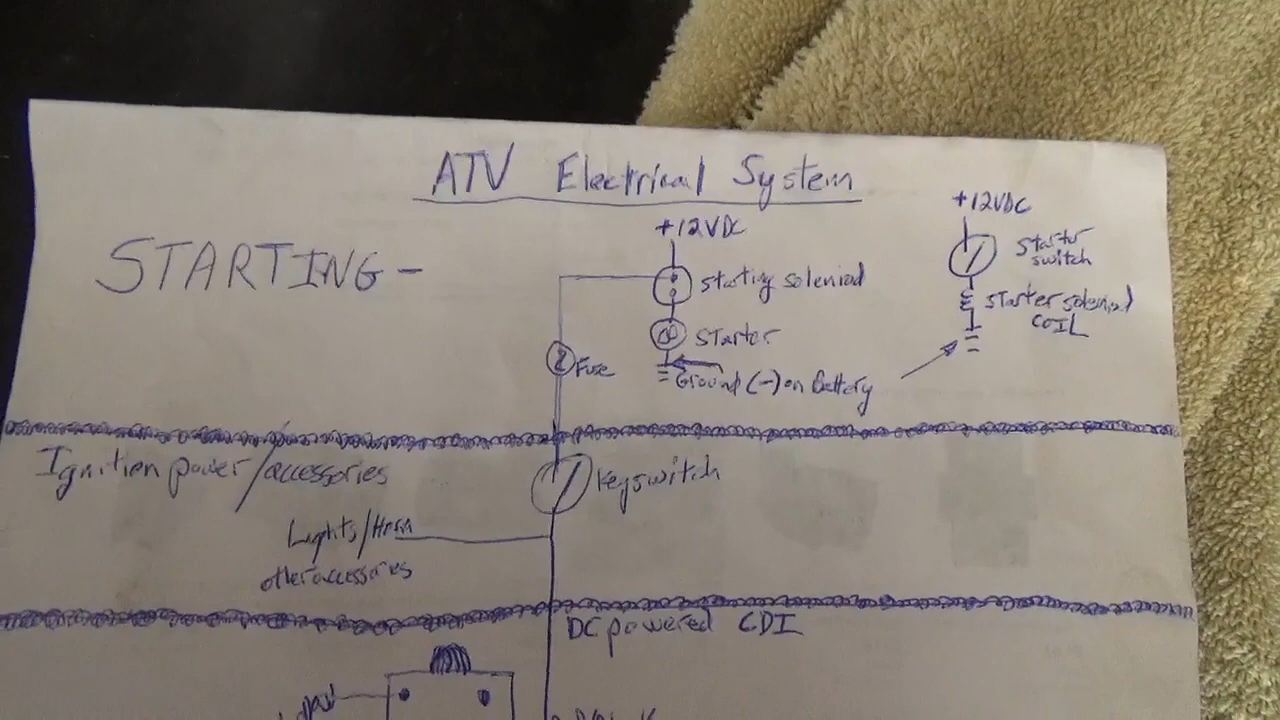 ATV Electrical System
STARTING-
+12VDC
Starting soleniod
Starter
Fuse
Ground (-) on Battery
+12VDC
Starter
switch
Starter solenoid
COIL
Ignition power/accessories
Keyswitch
Lights/Horn
other accessories
DC powered CDI